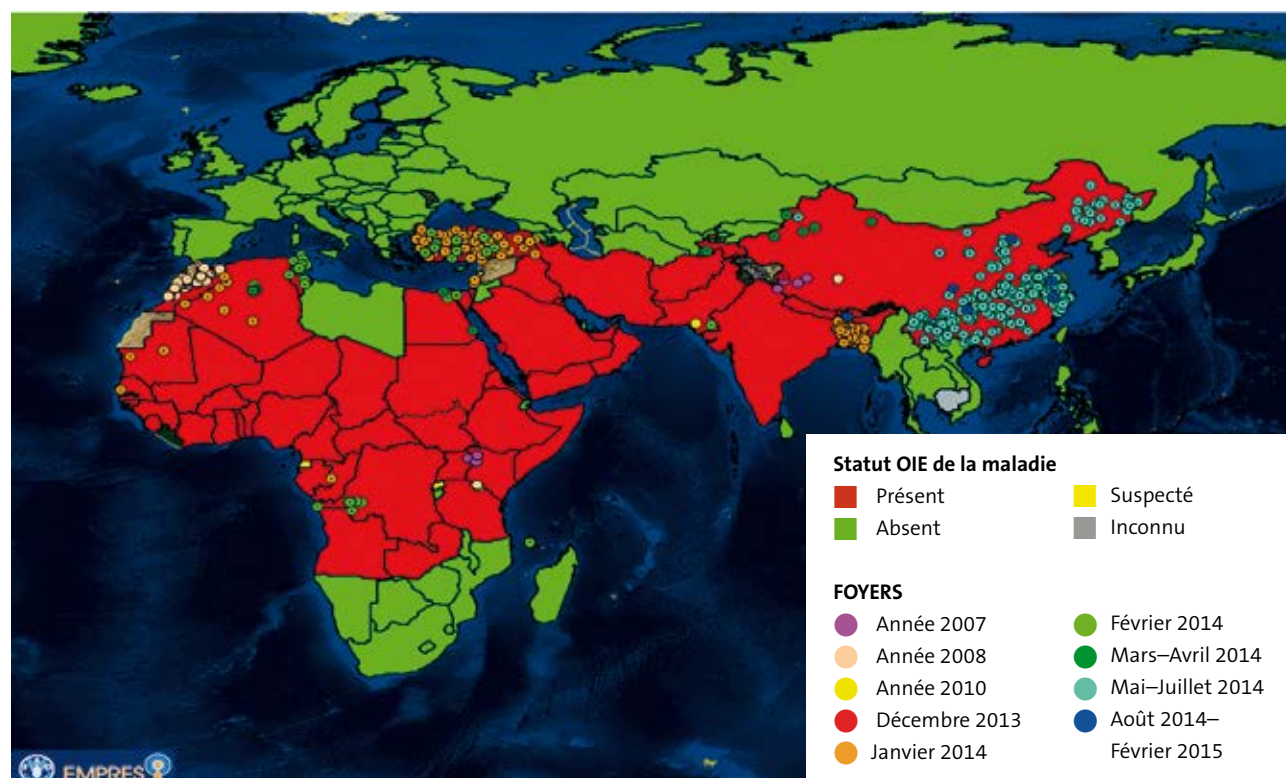 Statut OIE de la maladie
Présent
Absent
Suspecté
Inconnu
FOYERS
Année 2007
Année 2008
Année 2010
Décembre 2013
Janvier 2014
Février 2014
Mars–Avril 2014
Mai–Juillet 2014
Août 2014–
Février 2015
EMPRES